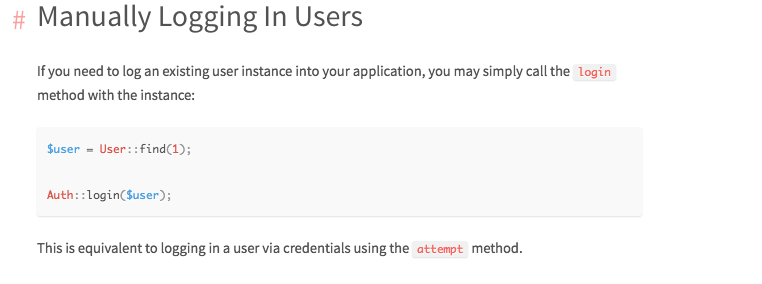 # Manually Logging In Users
If you need to log an existing user instance into your application, you may simply call the login
method with the instance:
$user = User::find(1);
Auth::login($user);
This is equivalent to logging in a user via credentials using the attempt method.